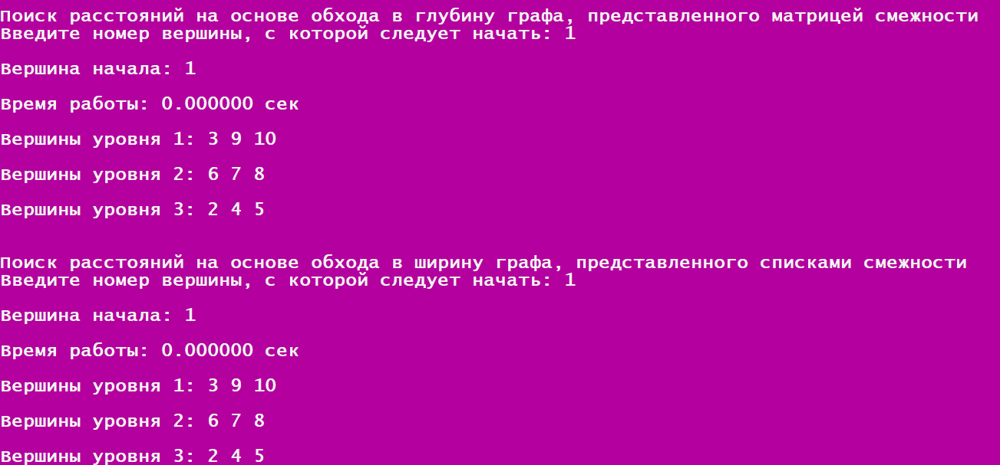 Поиск расстояний на основе обхода в глубину графа, представленного матрицей смежности
Введите номер вершины, с которой следует начать: 1
Вершина начала: 1
Время работы: 0.000000 сек
Вершины уровня 1: 3 9 10
Вершины уровня 2: 6 7 8
Вершины уровня 3: 2 4 5
Поиск расстояний на основе обхода в ширину графа, представленного списками смежности
Введите номер вершины, с которой следует начать: 1
Вершина начала: 1
Время работы: 0.000000 сек
Вершины уровня 1: 3 9 10
Вершины уровня 2: 6 7 8
Вершины уровня 3: 2 4 5